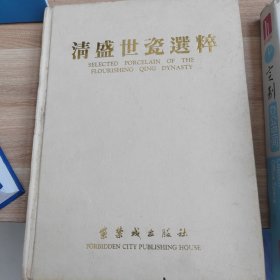 清盛世瓷選粹
SELECTED PORCELAIN OF THE
FLOURISHING QING DYNASTY
紫禁城出版社
FORBIDDEN CITY PUBLISHING HOUSE